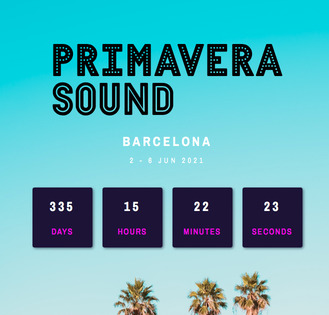 PRIMAVERA
SOUND
BARCELONA
2 - 6 JUN 2021
335 15 22 23
DAYS HOURS MINUTES SECONDS